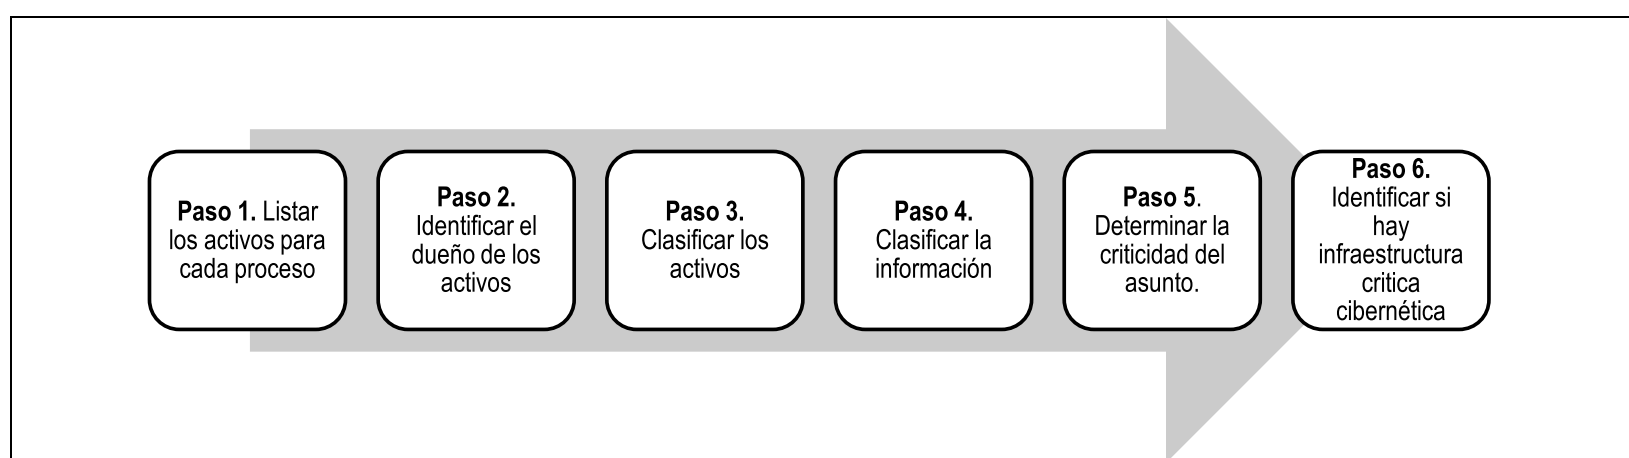 Paso 1. Listar
los activos para
cada proceso
Paso 2.
Identificar el
dueño de los
activos
Paso 3.
Clasificar los
activos
Paso 4.
Clasificar la
información
Paso 5.
Determinar la
criticidad del
asunto.
Paso 6.
Identificar si
hay
infraestructura
critica
cibernética